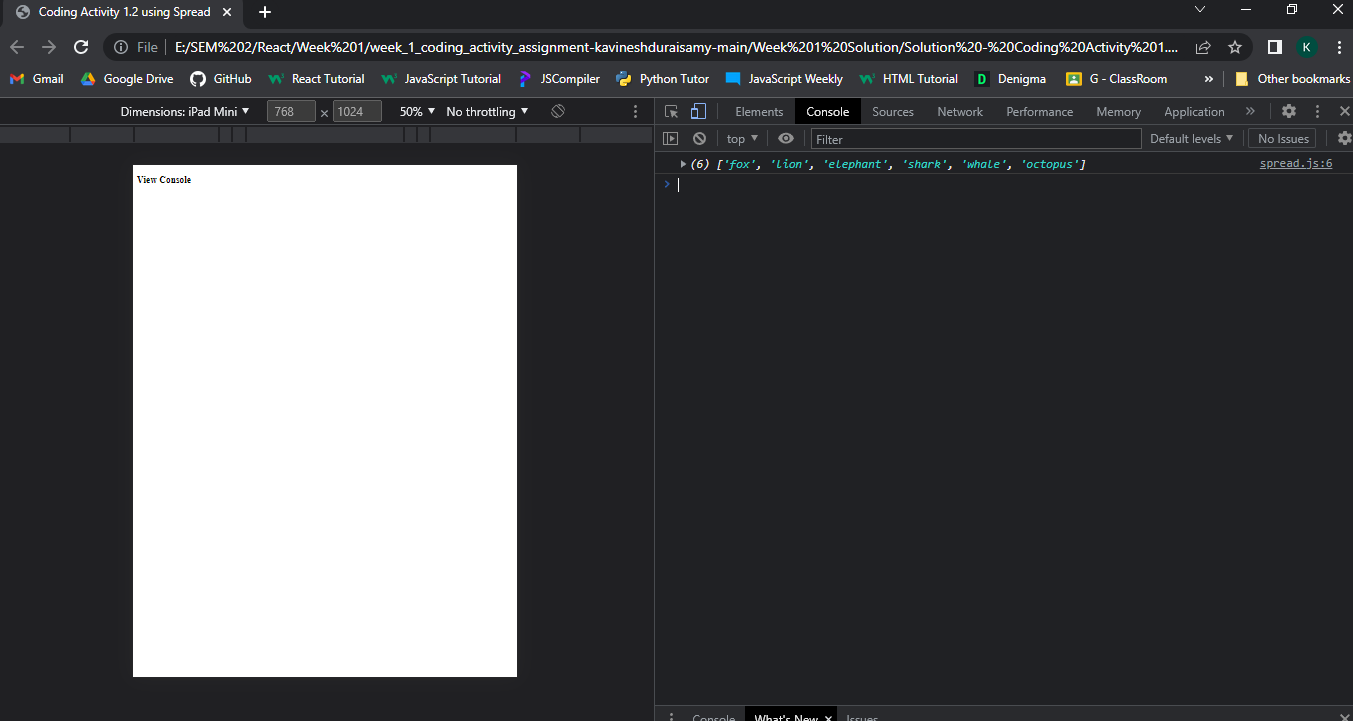 Coding Activity 1.2 using Spread
File E:/SEM%202/React/Week%201/week_1_coding_activity_assignment-kavineshduraisamy-main/Week%201%20Solution/Solution%20-%20Coding%20Activity%201.... K
Gmail Google Drive GitHub React Tutorial JavaScript Tutorial JSCompiler Python Tutor JavaScript Weekly HTML Tutorial D Denigma G - ClassRoom » Other bookmarks
Dimensions: iPad Mini 768 × 1024 50% No throttling
Elements Console Sources Network Performance Memory Application »
top Filter Default levels No Issues
(6) ['fox', 'lion', 'elephant', 'shark', 'whale', 'octopus'] spread.js:6
View Console
Console What's New Issues